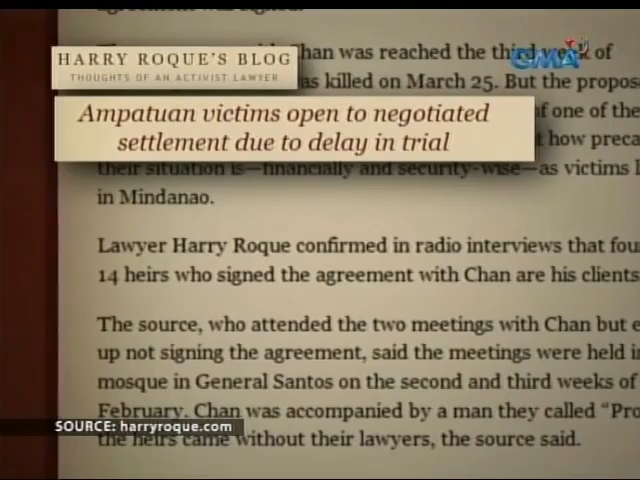 agreement was signed.
GMA
HARRY ROQUE'S BLOG
THOUGHTS OF AN ACTIVIST LAWYER
Chan was reached the third week of
as killed on March 25. But the propos
Ampatuan victims open to negotiated
settlement due to delay in trial
of one of the
how preca
their situation is—financially and security-wise—as victims
in Mindanao.
Lawyer Harry Roque confirmed in radio interviews that fou
14 heirs who signed the agreement with Chan are his clients
The source, who attended the two meetings with Chan but e
up not signing the agreement, said the meetings were held in
mosque in General Santos on the second and third weeks of
February. Chan was accompanied by a man they called “Pro
SOURCE: harryroque.com
the heirs came without their lawyers, the source said.